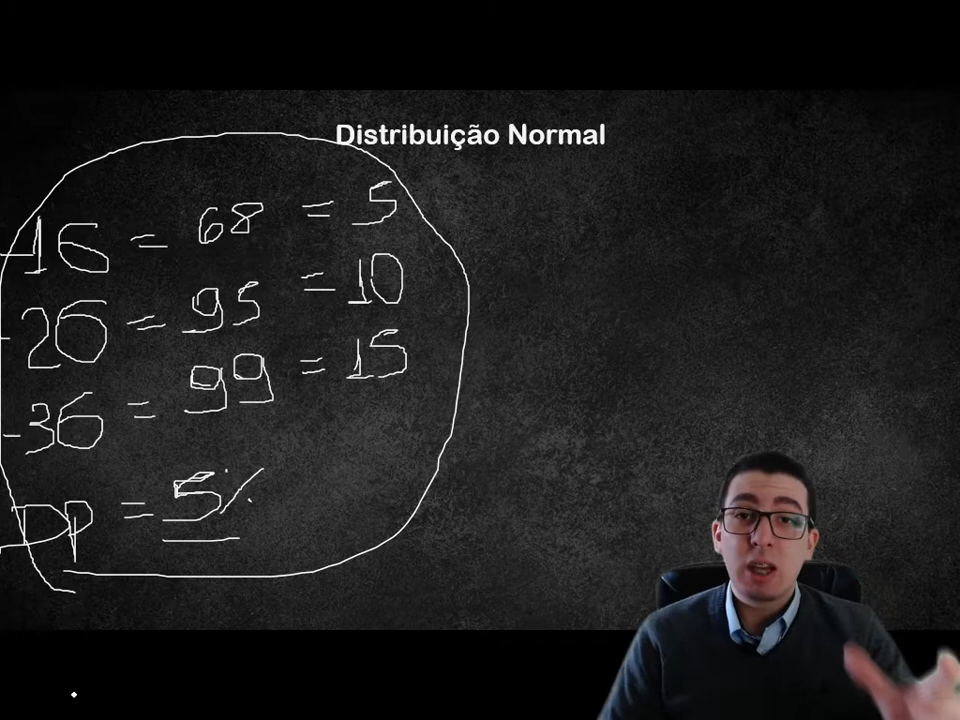 Distribuição Normal
-1σ = 68 = 5
-2σ = 95 = 10
-3σ = 99 = 15
DP = 5%